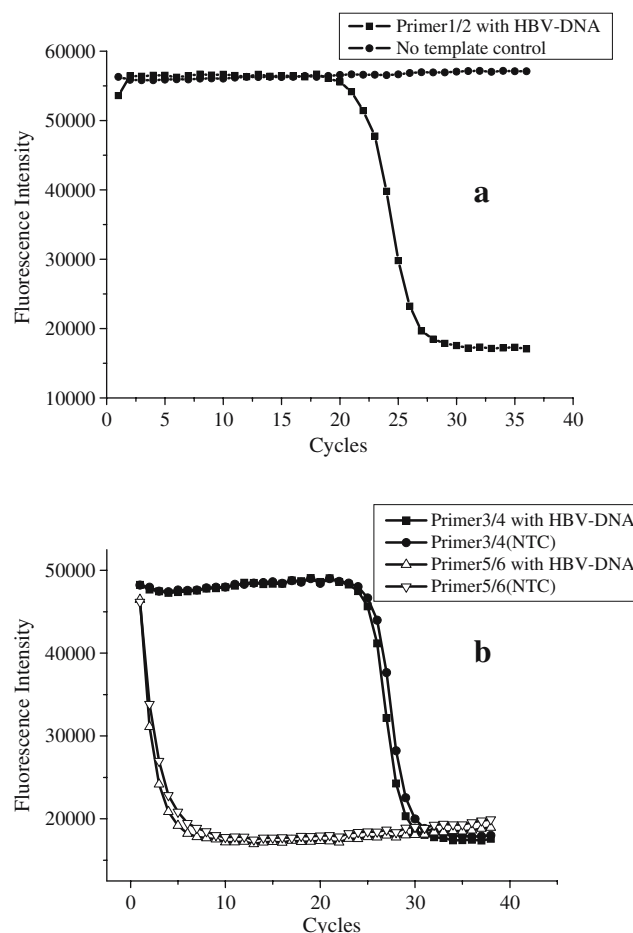 Primer1/2 with HBV-DNA
No template control
60000
50000
40000
30000
20000
10000
Fluorescence Intensity
a
0 5 10 15 20 25 30 35 40
Cycles
Primer3/4 with HBV-DNA
Primer3/4(NTC)
Primer5/6 with HBV-DNA
Primer5/6(NTC)
50000
40000
30000
20000
Fluorescence Intensity
b
0 10 20 30 40
Cycles